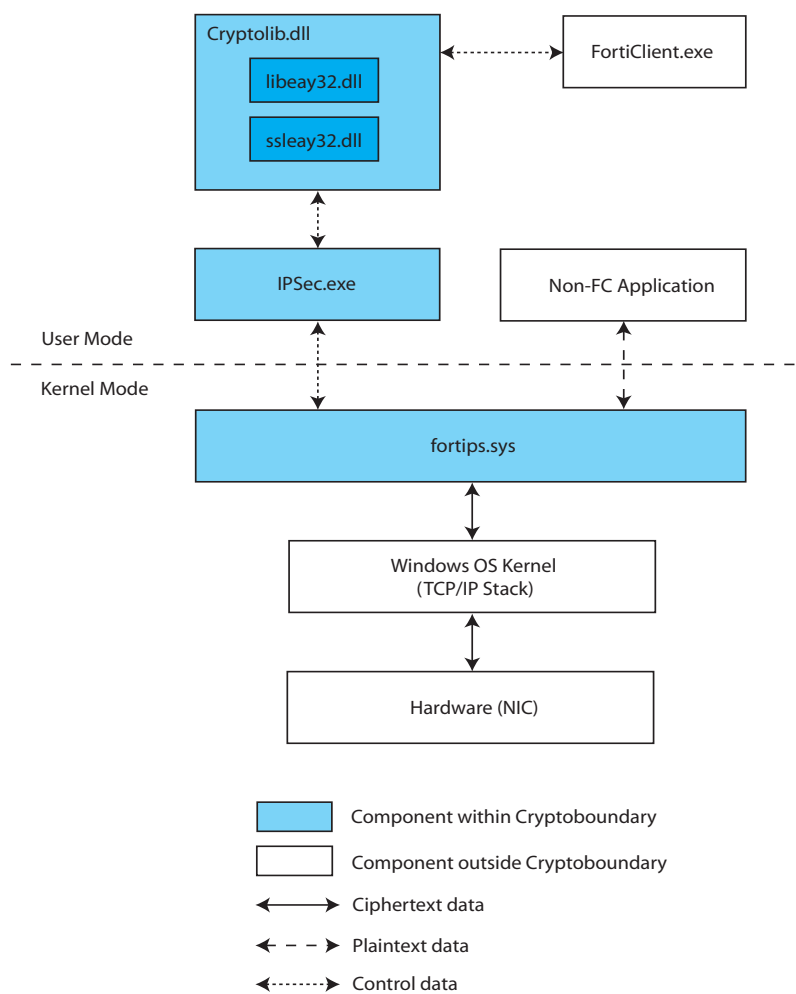 Cryptolib.dll
libeay32.dll
ssleay32.dll
FortiClient.exe
IPSec.exe
Non-FC Application
User Mode
Kernel Mode
fortips.sys
Windows OS Kernel
(TCP/IP Stack)
Hardware (NIC)
Component within Cryptoboundary
Component outside Cryptoboundary
Ciphertext data
Plaintext data
Control data